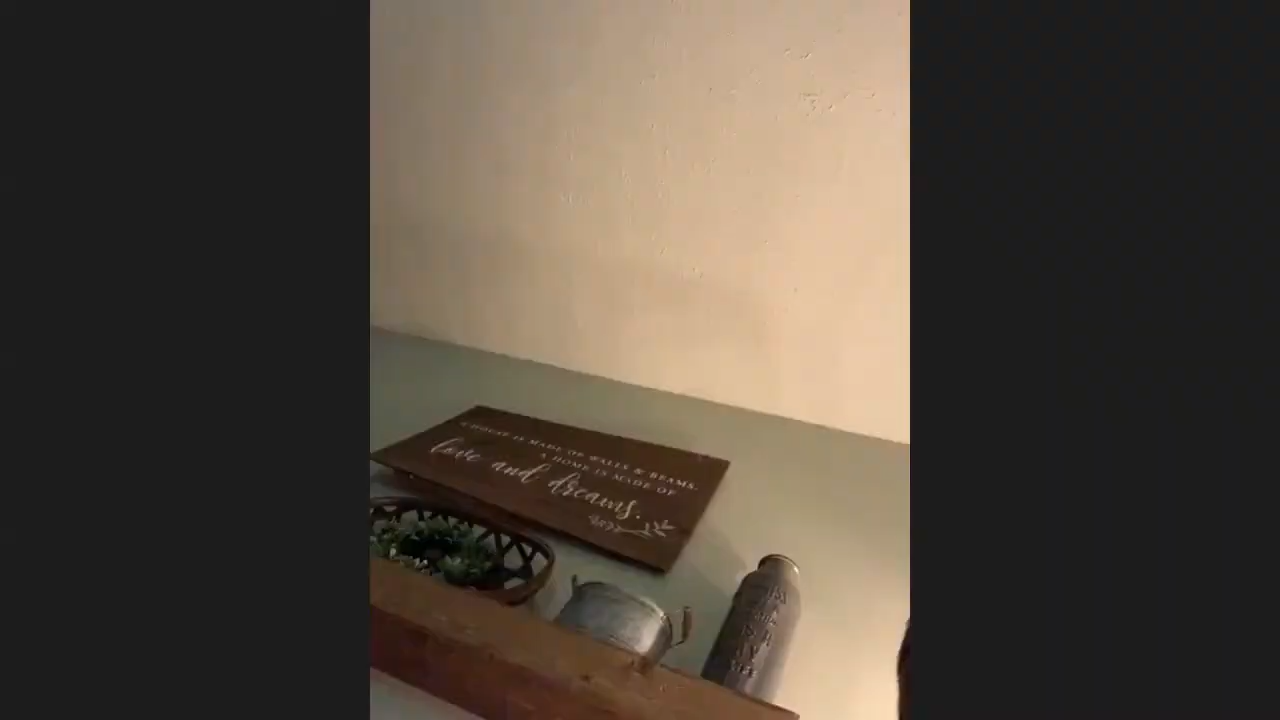 A HOUSE IS MADE OF WALLS & BEAMS.
A HOME IS MADE OF
love and dreams.